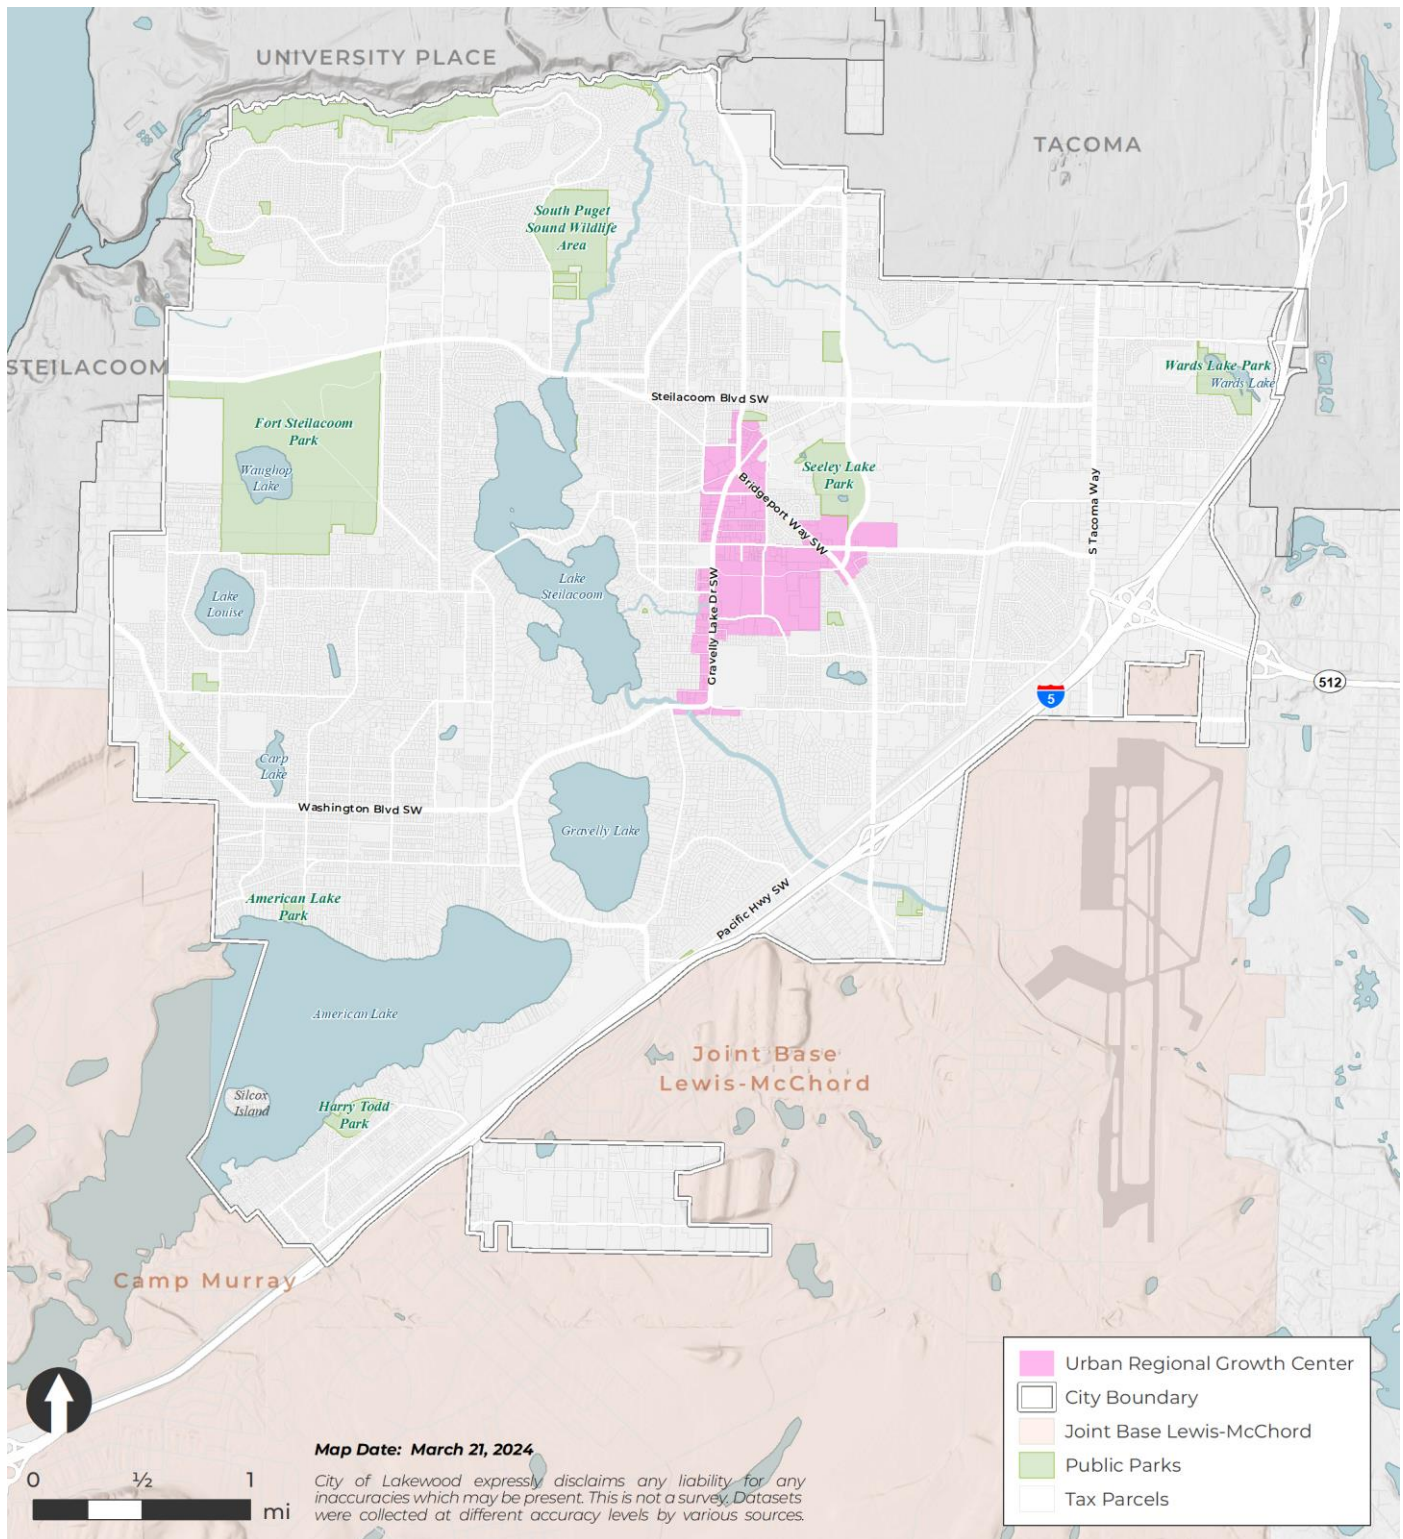 UNIVERSITY PLACE
TACOMA
South Puget
Sound Wildlife
Area
STEILACOOM
Wards Lake Park
Wards Lake
Steilacoom Blvd SW
Fort Steilacoom
Park
Waughop
Lake
Seeley Lake
Park
Bridgeport Way SW
S Tacoma Way
Lake
Steilacoom
Gravelly Lake Dr SW
Lake
Louise
512
5
Carp
Lake
Washington Blvd SW
Gravelly Lake
American Lake
Park
Pacific Hwy SW
American Lake
Joint Base
Lewis-McChord
Silcox
Island
Harry Todd
Park
Camp Murray
Urban Regional Growth Center
City Boundary
Joint Base Lewis-McChord
Public Parks
Tax Parcels
0 ½ 1
mi
Map Date: March 21, 2024
City of Lakewood expressly disclaims any liability for any
inaccuracies which may be present. This is not a survey. Datasets
were collected at different accuracy levels by various sources.